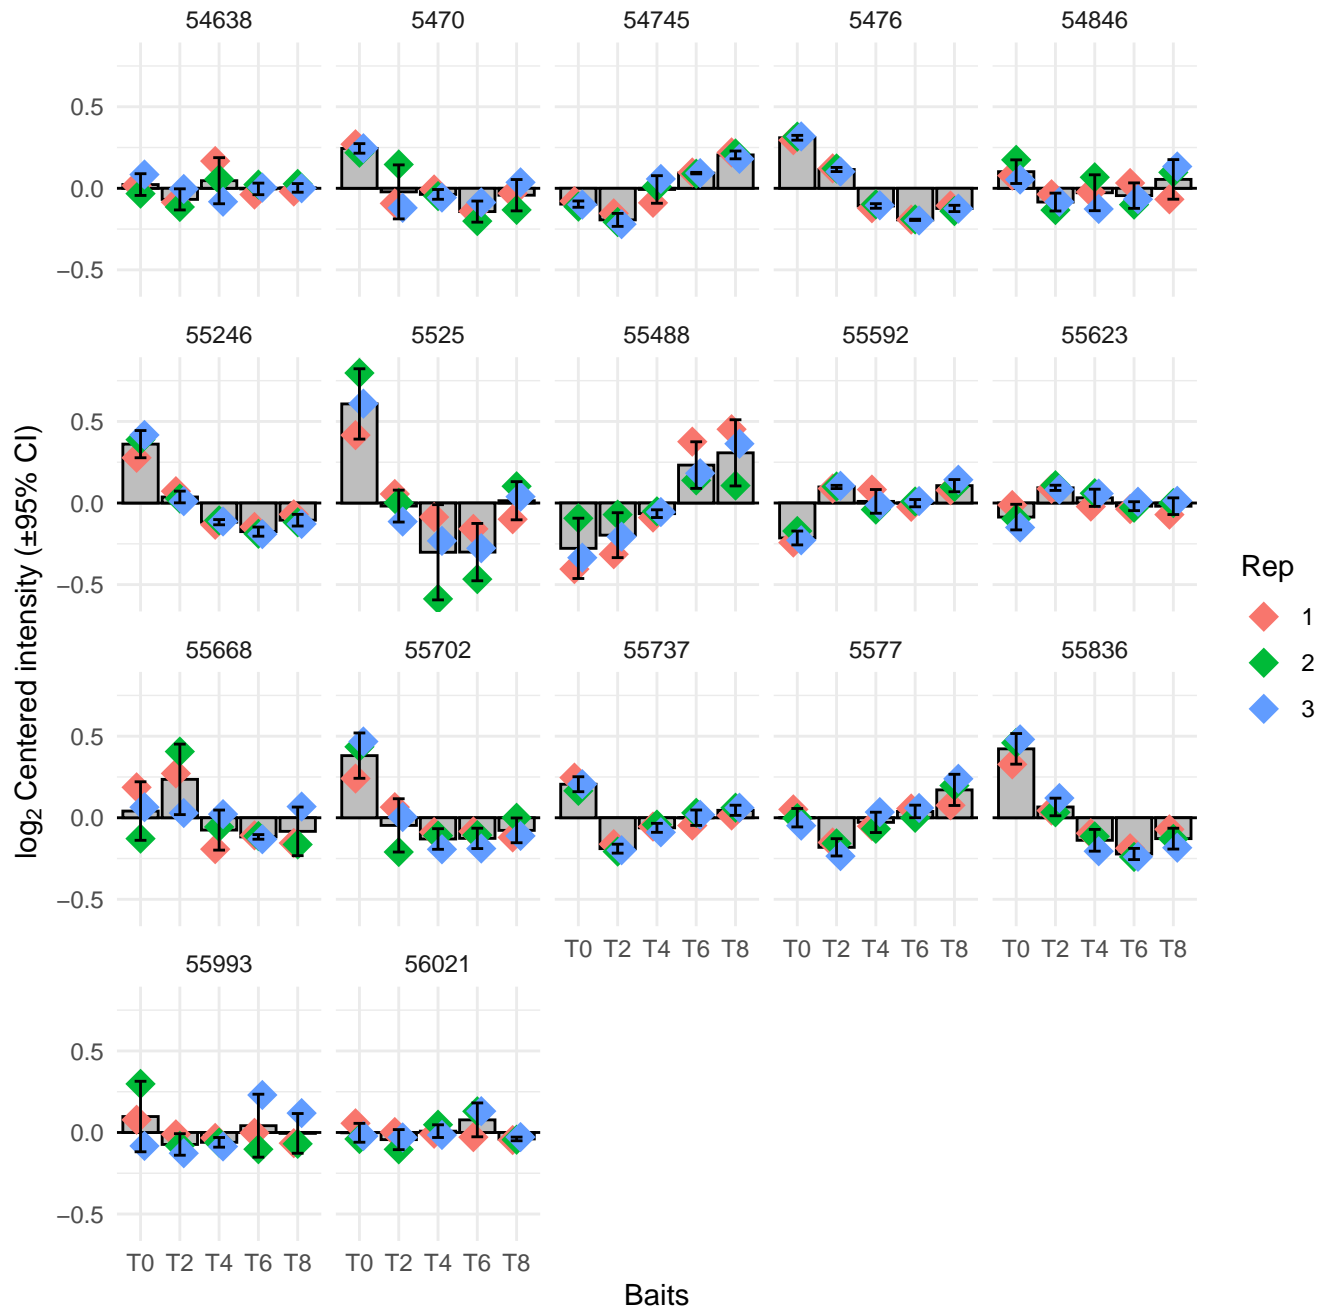 54638 5470 54745 5476 54846
0.5
0.0
−0.5
55246 5525 55488 55592 55623
0.5
0.0
−0.5
55668 55702 55737 5577 55836
0.5
0.0
−0.5
T0 T2 T4 T6 T8 T0 T2 T4 T6 T8 T0 T2 T4 T6 T8
55993 56021
0.5
0.0
−0.5
T0 T2 T4 T6 T8 T0 T2 T4 T6 T8
Baits
log2 Centered intensity (±95% CI)
Rep
1
2
3